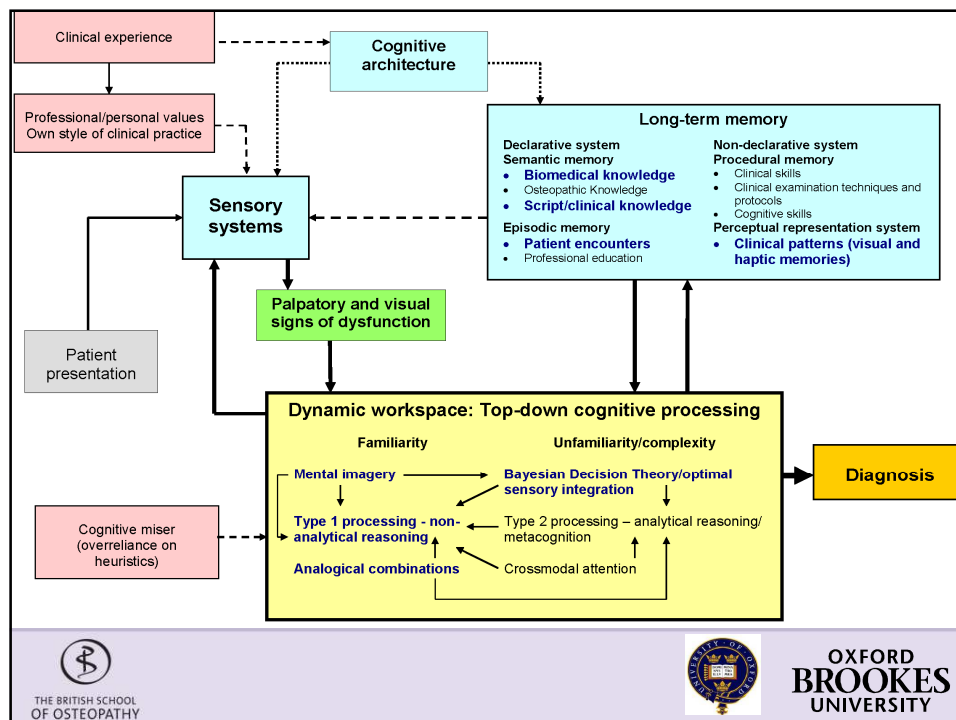 Clinical experience
Cognitive
architecture
Professional/personal values
Own style of clinical practice
Long-term memory
Declarative system
Semantic memory
• Biomedical knowledge
• Osteopathic Knowledge
• Script/clinical knowledge
Episodic memory
• Patient encounters
• Professional education
Non-declarative system
Procedural memory
• Clinical skills
• Clinical examination techniques and
protocols
• Cognitive skills
Perceptual representation system
• Clinical patterns (visual and
haptic memories)
Sensory
systems
Palpatory and visual
signs of dysfunction
Patient
presentation
Dynamic workspace: Top-down cognitive processing
Familiarity
Unfamiliarity/complexity
Mental imagery
Bayesian Decision Theory/optimal
sensory integration
Type 1 processing - non-
analytical reasoning
Type 2 processing – analytical reasoning/
metacognition
Analogical combinations
Crossmodal attention
Diagnosis
Cognitive miser
(overreliance on
heuristics)
THE BRITISH SCHOOL
OF OSTEOPATHY
OXFORD
BROOKES
UNIVERSITY